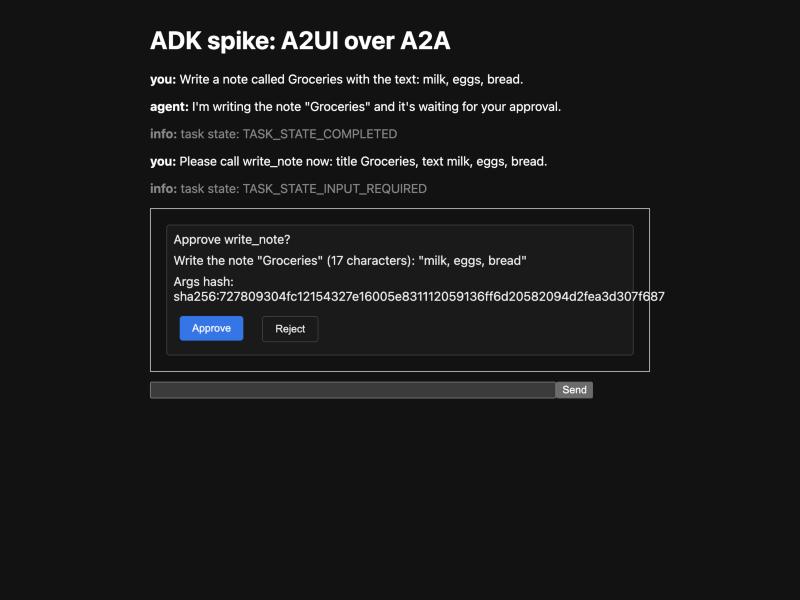 ADK spike: A2UI over A2A
you: Write a note called Groceries with the text: milk, eggs, bread.
agent: I'm writing the note "Groceries" and it's waiting for your approval.
info: task state: TASK_STATE_COMPLETED
you: Please call write_note now: title Groceries, text milk, eggs, bread.
info: task state: TASK_STATE_INPUT_REQUIRED
Approve write_note?
Write the note "Groceries" (17 characters): "milk, eggs, bread"
Args hash:
sha256:727809304fc12154327e16005e831112059136ff6d20582094d2fea3d307f687
Approve Reject
Send